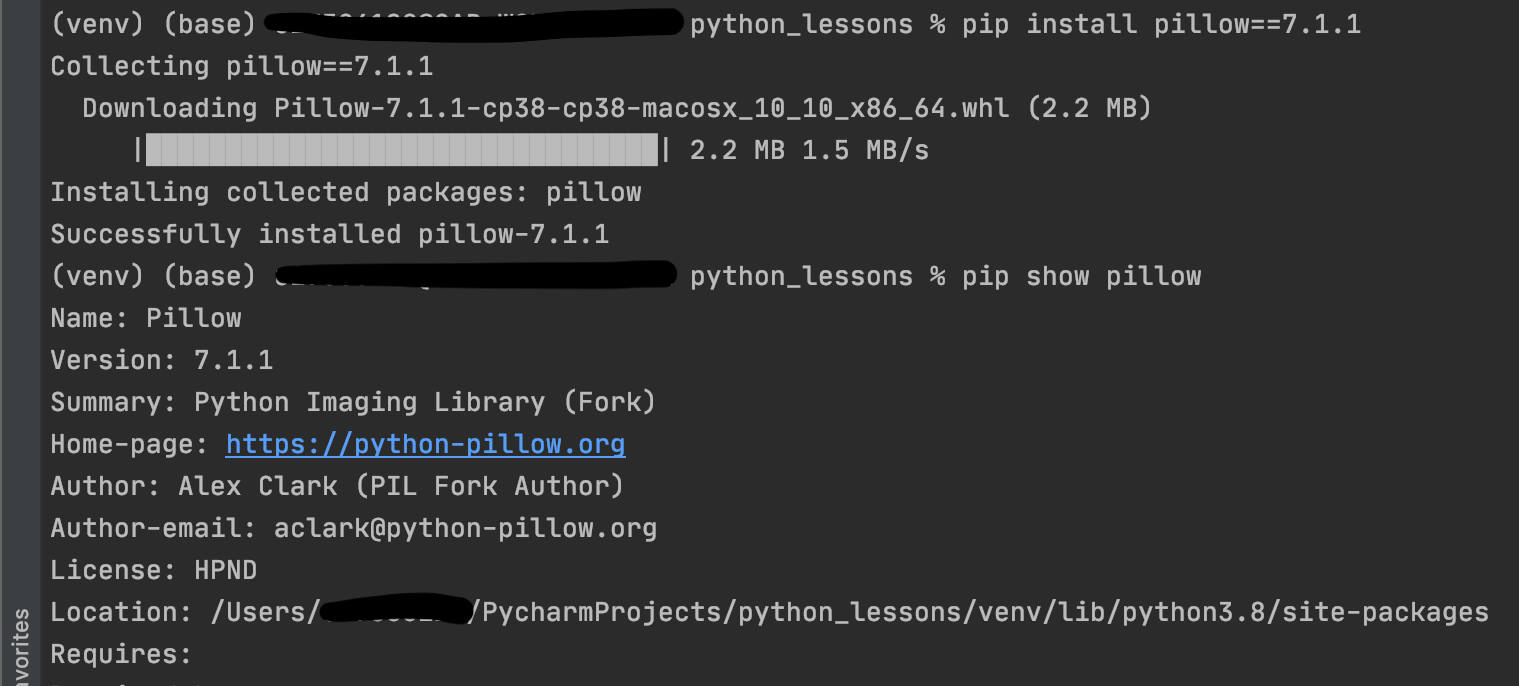 (venv) (base) python_lessons % pip install pillow==7.1.1
Collecting pillow==7.1.1
Downloading Pillow-7.1.1-cp38-cp38-macosx_10_10_x86_64.whl (2.2 MB)
|████████████████████████████████| 2.2 MB 1.5 MB/s
Installing collected packages: pillow
Successfully installed pillow-7.1.1
(venv) (base) python_lessons % pip show pillow
Name: Pillow
Version: 7.1.1
Summary: Python Imaging Library (Fork)
Home-page: https://python-pillow.org
Author: Alex Clark (PIL Fork Author)
Author-email: aclark@python-pillow.org
License: HPND
Location: /Users/ /PycharmProjects/python_lessons/venv/lib/python3.8/site-packages
Requires:
vorites